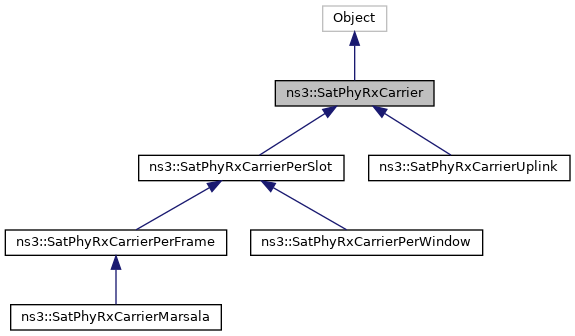 Object
ns3::SatPhyRxCarrier
ns3::SatPhyRxCarrierPerSlot
ns3::SatPhyRxCarrierUplink
ns3::SatPhyRxCarrierPerFrame
ns3::SatPhyRxCarrierPerWindow
ns3::SatPhyRxCarrierMarsala